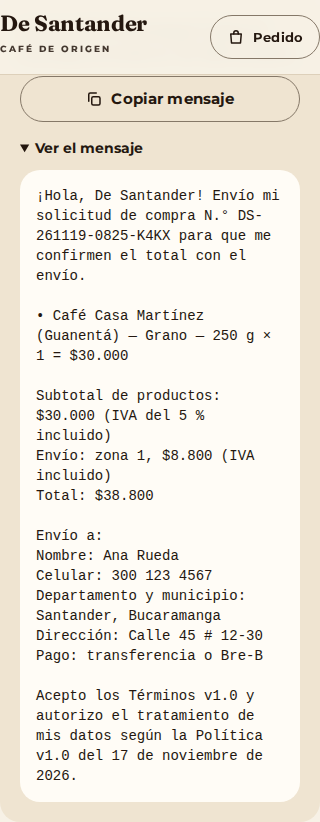 De Santander
CAFÉ DE ORIGEN
Pedido
Copiar mensaje
▼ Ver el mensaje
¡Hola, De Santander! Envío mi
solicitud de compra N.° DS-
261119-0825-K4KX para que me
confirmen el total con el
envío.
• Café Casa Martínez
(Guanentá) — Grano — 250 g ×
1 = $30.000
Subtotal de productos:
$30.000 (IVA del 5 %
incluido)
Envío: zona 1, $8.800 (IVA
incluido)
Total: $38.800
Envío a:
Nombre: Ana Rueda
Celular: 300 123 4567
Departamento y municipio:
Santander, Bucaramanga
Dirección: Calle 45 # 12-30
Pago: transferencia o Bre-B
Acepto los Términos v1.0 y
autorizo el tratamiento de
mis datos según la Política
v1.0 del 17 de noviembre de
2026.